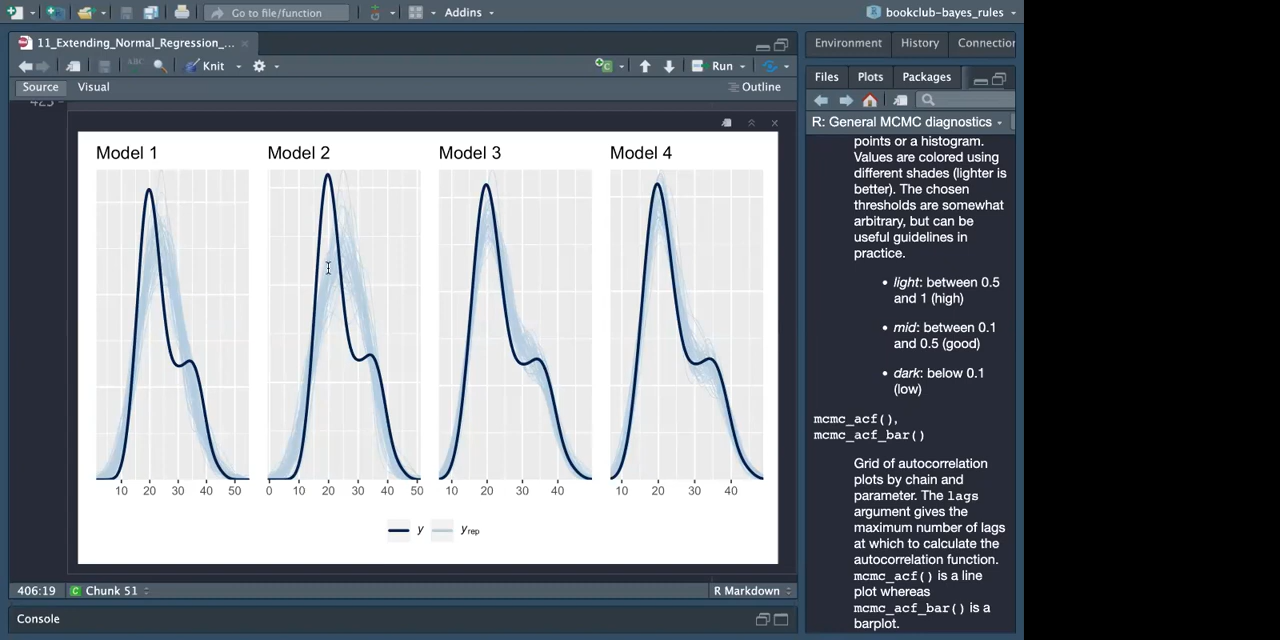 Go to file/function
Addins
bookclub-bayes_rules
11_Extending_Normal_Regression_...
ABC
Knit
Run
Source
Visual
Outline
Model 1
Model 2
Model 3
Model 4
10 20 30 40 50
0 10 20 30 40 50
10 20 30 40
10 20 30 40
y
yrep
406:19
C Chunk 51
R Markdown
Console
Environment
History
Connection
Files
Plots
Packages
R: General MCMC diagnostics
points or a histogram.
Values are colored using
different shades (lighter is
better). The chosen
thresholds are somewhat
arbitrary, but can be
useful guidelines in
practice.
• light: between 0.5
and 1 (high)
• mid: between 0.1
and 0.5 (good)
• dark: below 0.1
(low)
mcmc_acf(),
mcmc_acf_bar()
Grid of autocorrelation
plots by chain and
parameter. The lags
argument gives the
maximum number of lags
at which to calculate the
autocorrelation function.
mcmc_acf() is a line
plot whereas
mcmc_acf_bar() is a
barplot.